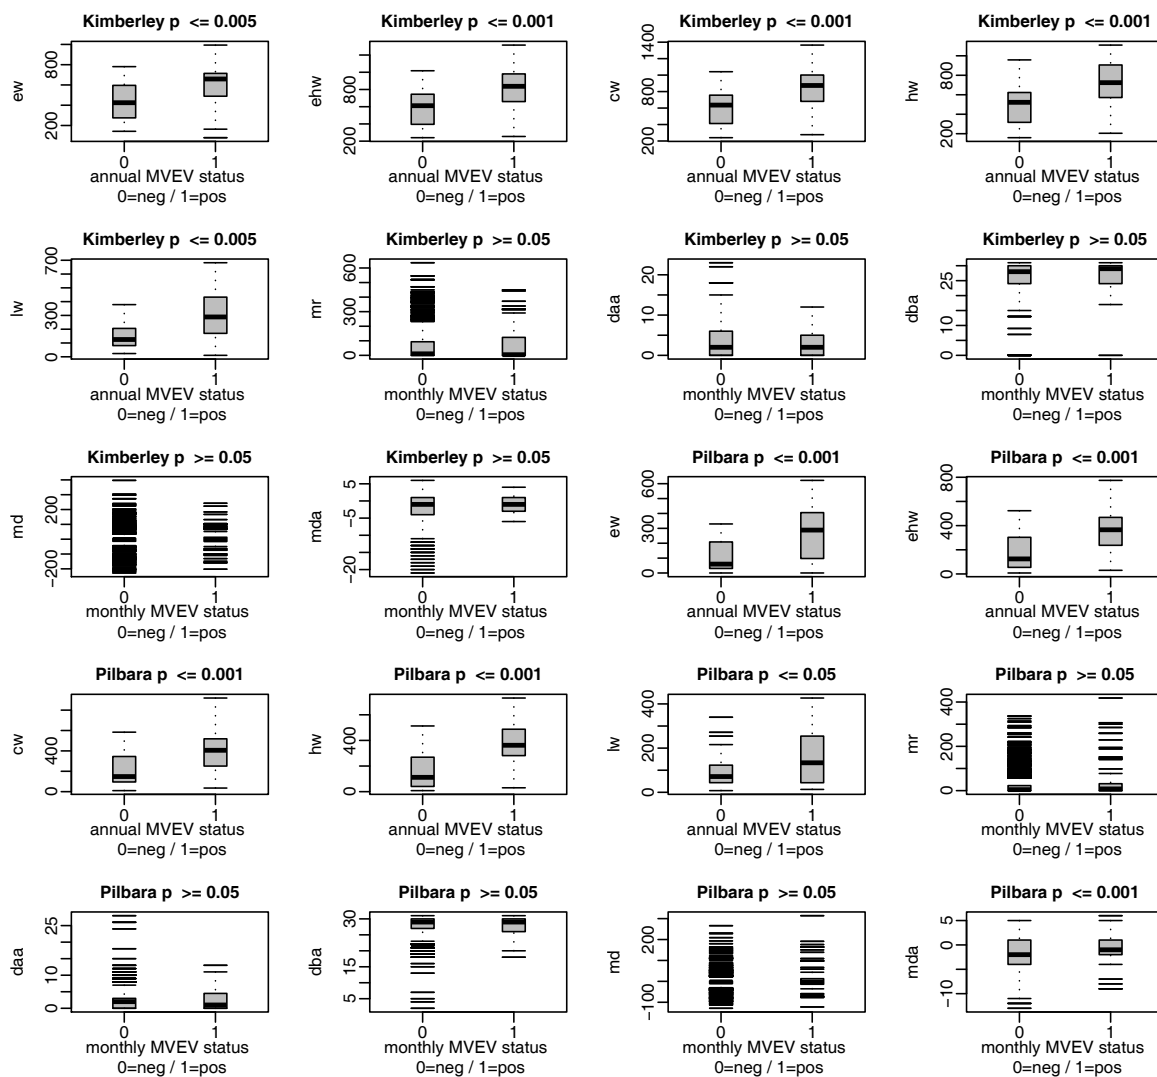 Kimberley p <= 0.005
Kimberley p <= 0.001
Kimberley p <= 0.001
Kimberley p <= 0.001
ew
200
800
0
1
annual MVEV status
0=neg / 1=pos
ehw
200
800
0
1
annual MVEV status
0=neg / 1=pos
cw
200
800
1400
0
1
annual MVEV status
0=neg / 1=pos
hw
200
800
0
1
annual MVEV status
0=neg / 1=pos
Kimberley p <= 0.005
Kimberley p >= 0.05
Kimberley p >= 0.05
Kimberley p >= 0.05
lw
0
300
700
0
1
annual MVEV status
0=neg / 1=pos
mr
0
300
600
0
1
monthly MVEV status
0=neg / 1=pos
daa
0
10
20
0
1
monthly MVEV status
0=neg / 1=pos
dba
0
10
25
0
1
monthly MVEV status
0=neg / 1=pos
Kimberley p >= 0.05
Kimberley p >= 0.05
Pilbara p <= 0.001
Pilbara p <= 0.001
md
−200
0
200
0
1
monthly MVEV status
0=neg / 1=pos
mda
−20
−5
5
0
1
monthly MVEV status
0=neg / 1=pos
ew
0
300
600
0
1
annual MVEV status
0=neg / 1=pos
ehw
0
400
800
0
1
annual MVEV status
0=neg / 1=pos
Pilbara p <= 0.001
Pilbara p <= 0.001
Pilbara p <= 0.05
Pilbara p >= 0.05
cw
0
400
0
1
annual MVEV status
0=neg / 1=pos
hw
0
400
0
1
annual MVEV status
0=neg / 1=pos
lw
0
200
400
0
1
annual MVEV status
0=neg / 1=pos
mr
0
200
400
0
1
monthly MVEV status
0=neg / 1=pos
Pilbara p >= 0.05
Pilbara p >= 0.05
Pilbara p >= 0.05
Pilbara p <= 0.001
daa
0
10
25
0
1
monthly MVEV status
0=neg / 1=pos
dba
5
15
30
0
1
monthly MVEV status
0=neg / 1=pos
md
−100
200
0
1
monthly MVEV status
0=neg / 1=pos
mda
−10
0
5
0
1
monthly MVEV status
0=neg / 1=pos